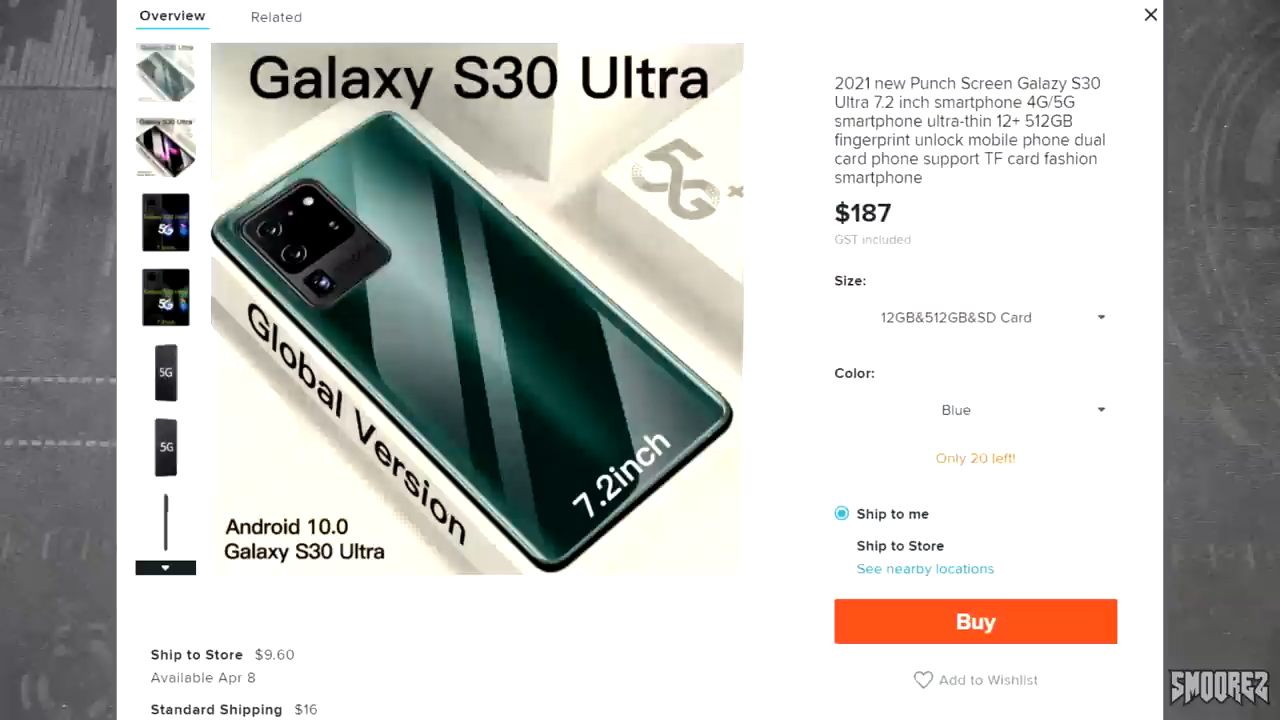 Overview
Related
Galaxy S30 Ultra
5G
Global Version
7.2inch
Android 10.0
Galaxy S30 Ultra
5G
5G
5G
5G
2021 new Punch Screen Galazy S30
Ultra 7.2 inch smartphone 4G/5G
smartphone ultra-thin 12+ 512GB
fingerprint unlock mobile phone dual
card phone support TF card fashion
smartphone
$187
GST included
Size:
12GB&512GB&SD Card
Color:
Blue
Only 20 left!
Ship to me
Ship to Store
See nearby locations
Buy
Add to Wishlist
Ship to Store $9.60
Available Apr 8
Standard Shipping $16
SMOOREZ